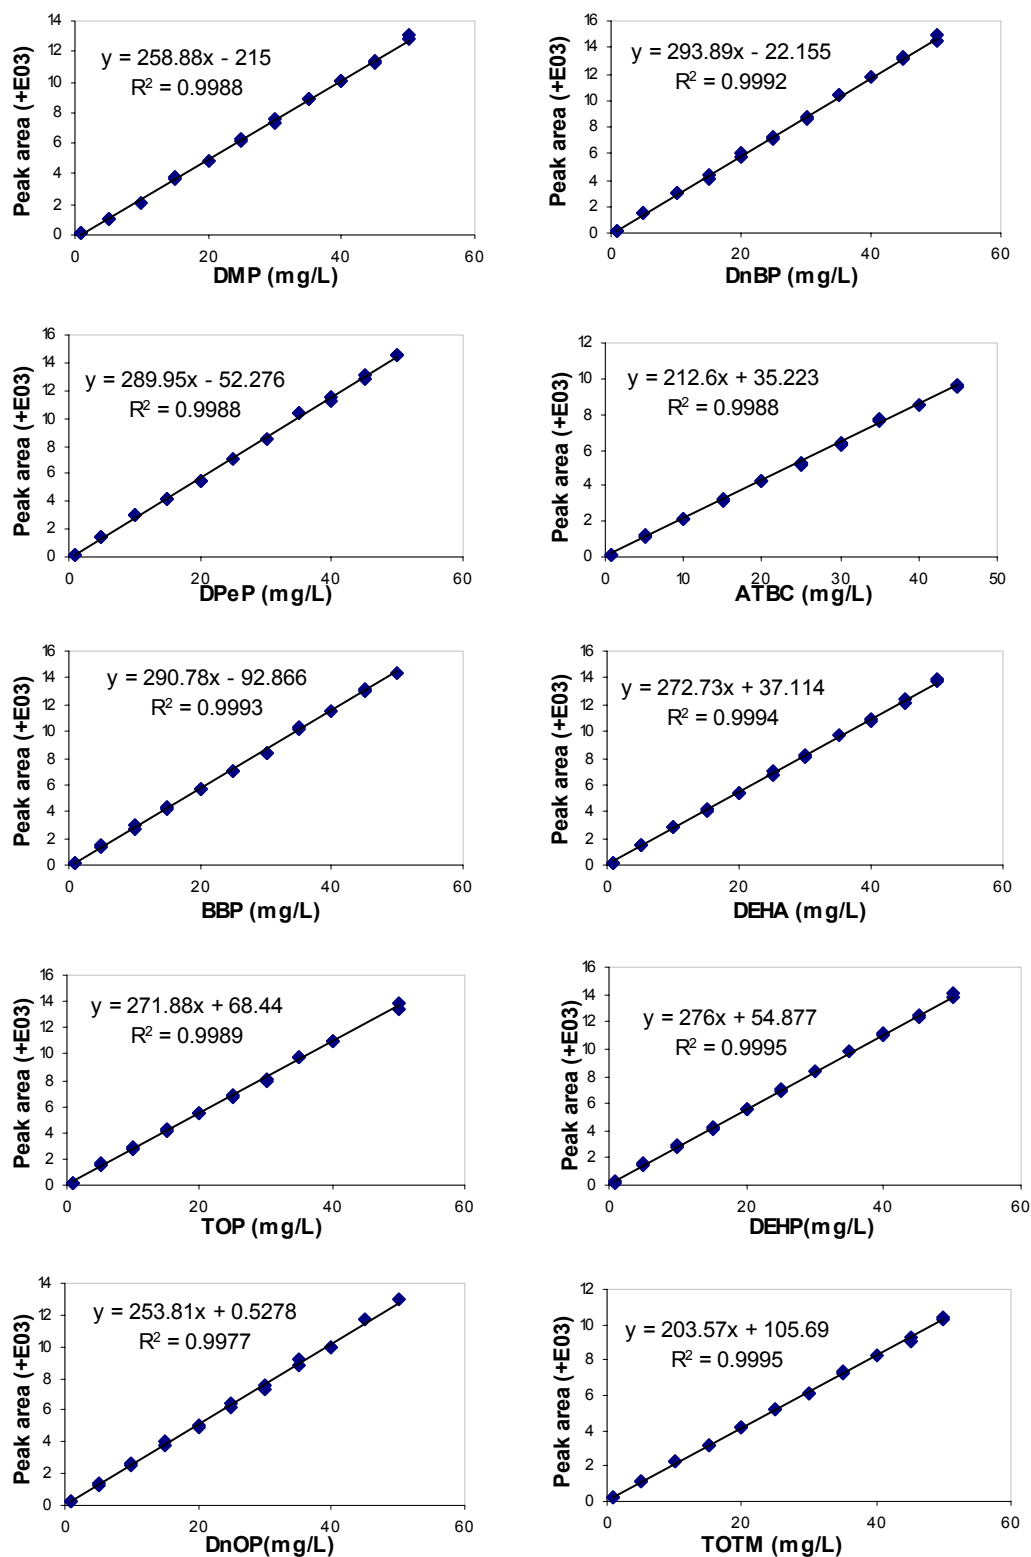 14
12
10
8
6
4
2
0
Peak area (+E03)
y = 258.88x - 215
R² = 0.9988
0 20 40 60
DMP (mg/L)
16
14
12
10
8
6
4
2
0
Peak area (+E03)
y = 293.89x - 22.155
R² = 0.9992
0 20 40 60
DnBP (mg/L)
16
14
12
10
8
6
4
2
0
Peak area (+E03)
y = 289.95x - 52.276
R² = 0.9988
0 20 40 60
DPeP (mg/L)
12
10
8
6
4
2
0
Peak area (+E03)
y = 212.6x + 35.223
R² = 0.9988
0 10 20 30 40 50
ATBC (mg/L)
16
14
12
10
8
6
4
2
0
Peak area (+E03)
y = 290.78x - 92.866
R² = 0.9993
0 20 40 60
BBP (mg/L)
16
14
12
10
8
6
4
2
0
Peak area (+E03)
y = 272.73x + 37.114
R² = 0.9994
0 20 40 60
DEHA (mg/L)
16
14
12
10
8
6
4
2
0
Peak area (+E03)
y = 271.88x + 68.44
R² = 0.9989
0 20 40 60
TOP (mg/L)
16
14
12
10
8
6
4
2
0
Peak area (+E03)
y = 276x + 54.877
R² = 0.9995
0 20 40 60
DEHP(mg/L)
14
12
10
8
6
4
2
0
Peak area (+E03)
y = 253.81x + 0.5278
R² = 0.9977
0 20 40 60
DnOP(mg/L)
12
10
8
6
4
2
0
Peak area (+E03)
y = 203.57x + 105.69
R² = 0.9995
0 20 40 60
TOTM (mg/L)